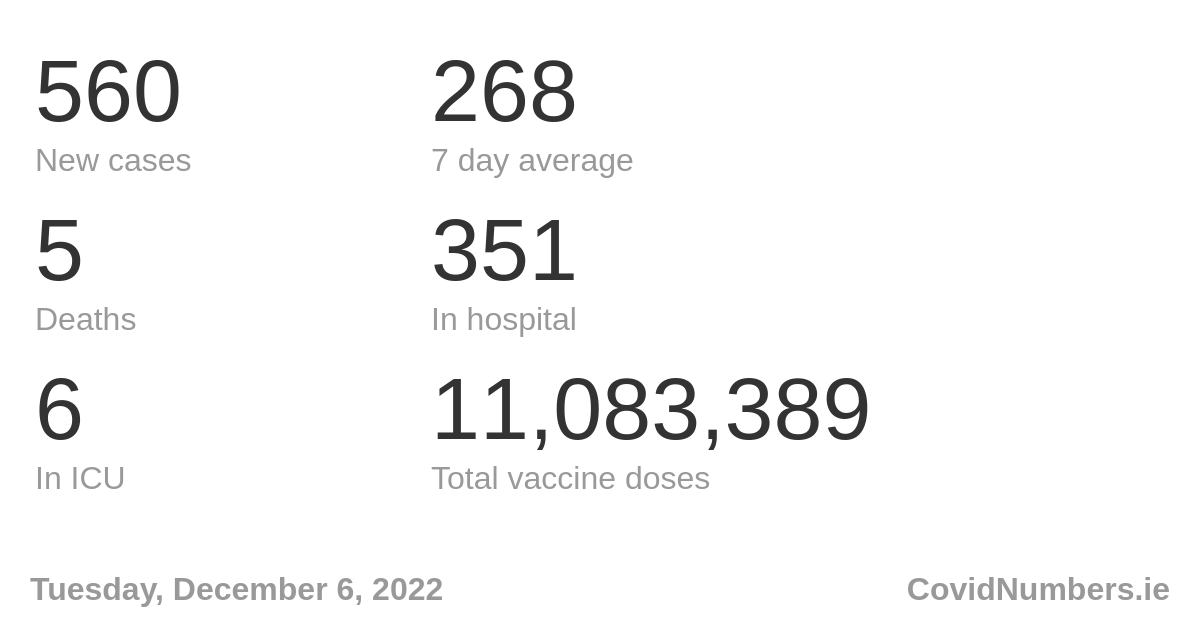 560
New cases
268
7 day average
5
Deaths
351
In hospital
6
In ICU
11,083,389
Total vaccine doses
Tuesday, December 6, 2022
CovidNumbers.ie